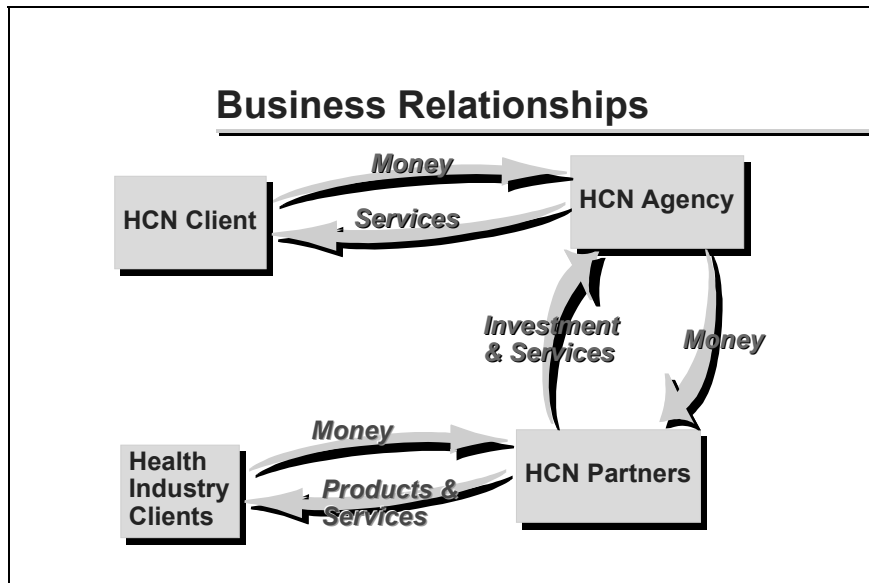 Business Relationships
Money
HCN Client
HCN Agency
Services
Investment
& Services
Money
Money
Health
Industry
Clients
HCN Partners
Products &
Services